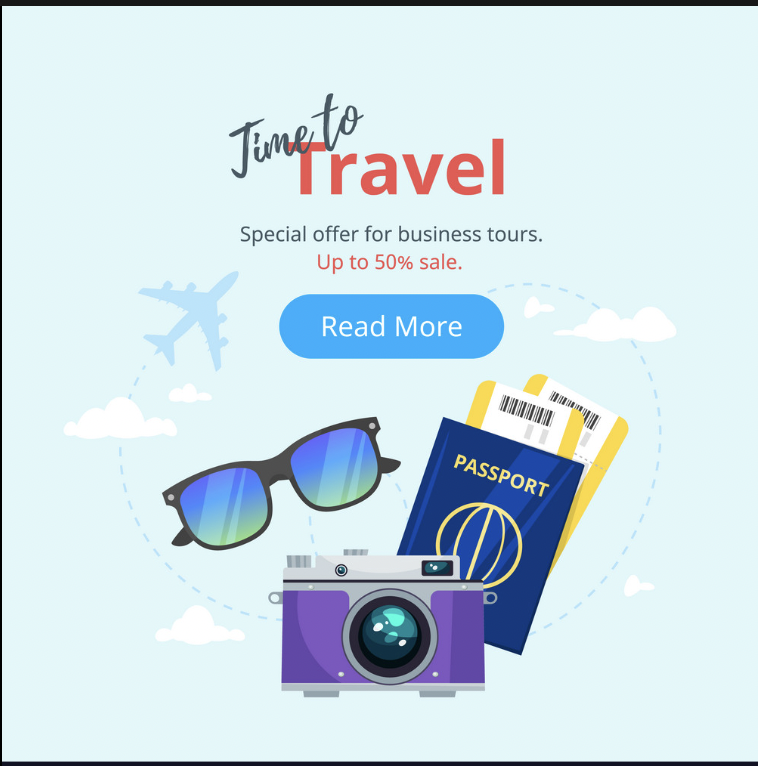 Time to
Travel
Special offer for business tours.
Up to 50% sale.
Read More
PASSPORT